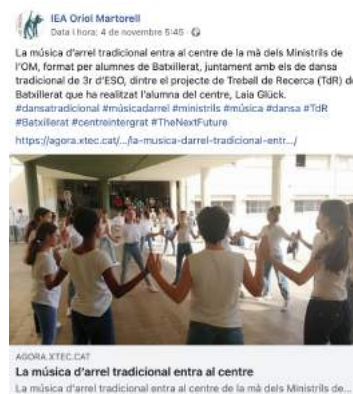 IEA Oriol Martorell
Data i hora: 4 de novembre 5:45 ·
La música d'arrel tradicional entra al centre de la mà dels Ministrils de
l'OM, format per alumnes de Batxillerat, juntament amb els de dansa
tradicional de 3r d'ESO, dintre el projecte de Treball de Recerca (TdR) de
Batxillerat que ha realitzat l'alumna del centre, Laia Glück.
#dansatradicional #músicadarrel #ministrils #música #dansa #TdR
#Batxillerat #centreintergrat #TheNextFuture
https://agora.xtec.cat/.../la-musica-darrel-tradicional-entr.../
AGORA.XTEC.CAT
La música d'arrel tradicional entra al centre
La música d'arrel tradicional entra al centre de la mà dels Ministrils de...